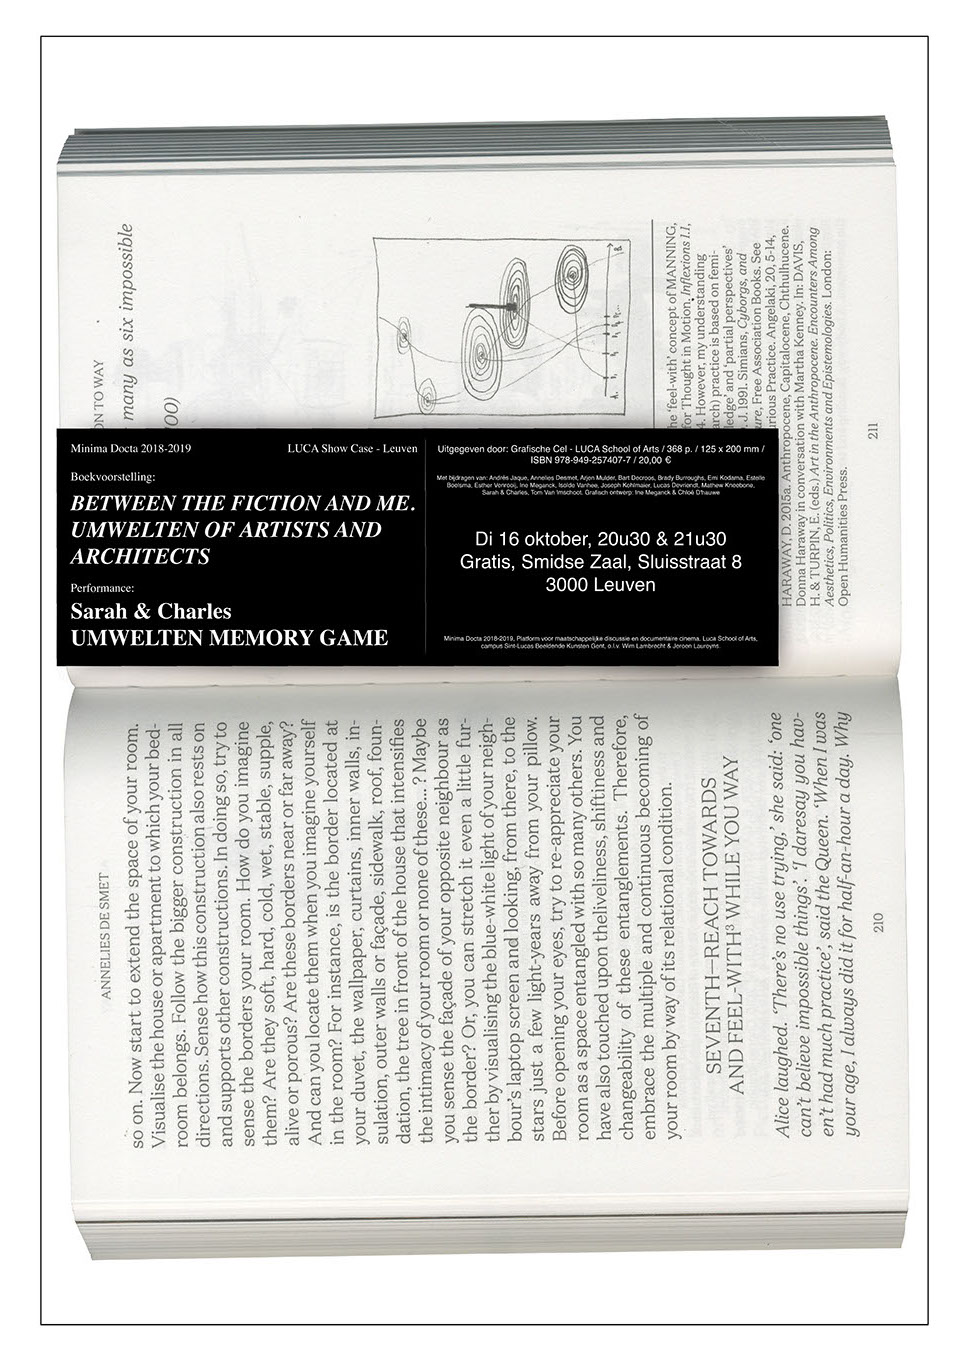 Minima Docta 2018-2019
LUCA Show Case - Leuven
Boekvoorstelling:
BETWEEN THE FICTION AND ME.
UMWELTEN OF ARTISTS AND
ARCHITECTS
Performance:
Sarah & Charles
UMWELTEN MEMORY GAME
Uitgegeven door: Grafische Cel - LUCA School of Arts / 368 p. / 125 x 200 mm /
ISBN 978-949-257407-7 / 20,00 €
Met bijdragen van: Andrés Jaque, Annelies Desmet, Arjen Mulder, Bart Decroos, Brady Burroughs, Emi Kodama, Estelle
Boelsma, Esther Venrooij, Ine Meganck, Isolde Vanhee, Joseph Kohlmaier, Lucas Devriendt, Mathew Kneebone,
Sarah & Charles, Tom Van Imschoot. Grafisch ontwerp: Ine Meganck & Chloé D'hauwe
Di 16 oktober, 20u30 & 21u30
Gratis, Smidse Zaal, Sluisstraat 8
3000 Leuven
Minima Docta 2018-2019, Platform voor maatschappelijke discussie en documentaire cinema. Luca School of Arts,
campus Sint-Lucas Beeldende Kunsten Gent, o.l.v. Wim Lambrecht & Jeroen Laureyns.
ANNELIES DE SMET
so on. Now start to extend the space of your room.
Visualise the house or apartment to which your bed-
room belongs. Follow the bigger construction in all
directions. Sense how this construction also rests on
and supports other constructions. In doing so, try to
sense the borders your room. How do you imagine
them? Are they soft, hard, cold, wet, stable, supple,
alive or porous? Are these borders near or far away?
And can you locate them when you imagine yourself
in the room? For instance, is the border located at
your duvet, the wallpaper, curtains, inner walls, in-
sulation, outer walls or façade, sidewalk, roof, foun-
dation, the tree in front of the house that intensifies
the intimacy of your room or none of these...? Maybe
you sense the façade of your opposite neighbour as
the border? Or, you can stretch it even a little fur-
ther by visualising the blue-white light of your neigh-
bour's laptop screen and looking, from there, to the
stars just a few light-years away from your pillow.
Before opening your eyes, try to re-appreciate your
room as a space entangled with so many others. You
have also touched upon theliveliness, shiftiness and
changeability of these entanglements. Therefore,
embrace the multiple and continuous becoming of
your room by way of its relational condition.
SEVENTH—REACH TOWARDS
AND FEEL-WITH³ WHILE YOU WAY
Alice laughed. 'There's no use trying,' she said: 'one
can't believe impossible things'. 'I daresay you hav-
en't had much practice', said the Queen. 'When I was
your age, I always did it for half-an-hour a day. Why
210
ON TO WAY
many as six impossible
00)
he 'feel-with' concept of MANNING,
for Thought in Motion, Inflexions 1.1,
4. However, my understanding
arch) practice is based on femi-
ledge' and 'partial perspectives'
J. 1991. Simians, Cyborgs, and
ure, Free Association Books. See
urious Practice. Angelaki, 20, 5-14,
HARAWAY, D. 2015a. Anthropocene, Capitalocene, Chthulhucene.
Donna Haraway in conversation with Martha Kenney. In: DAVIS,
H. & TURPIN, E. (eds.) Art in the Anthropocene. Encounters Among
Aesthetics, Politics, Environments and Epistemologies. London:
Open Humanities Press.
211